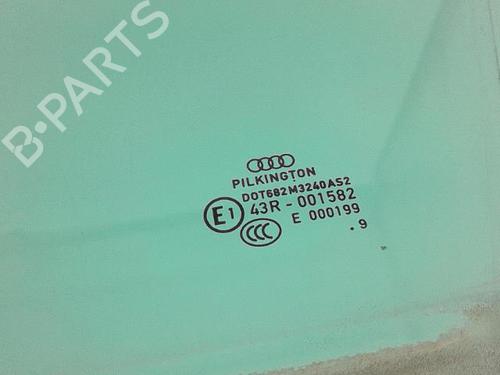 B-PARTS
PILKINGTON
DOT682M3240AS2
E1 43R - 001582
E 000199
CCC
.9